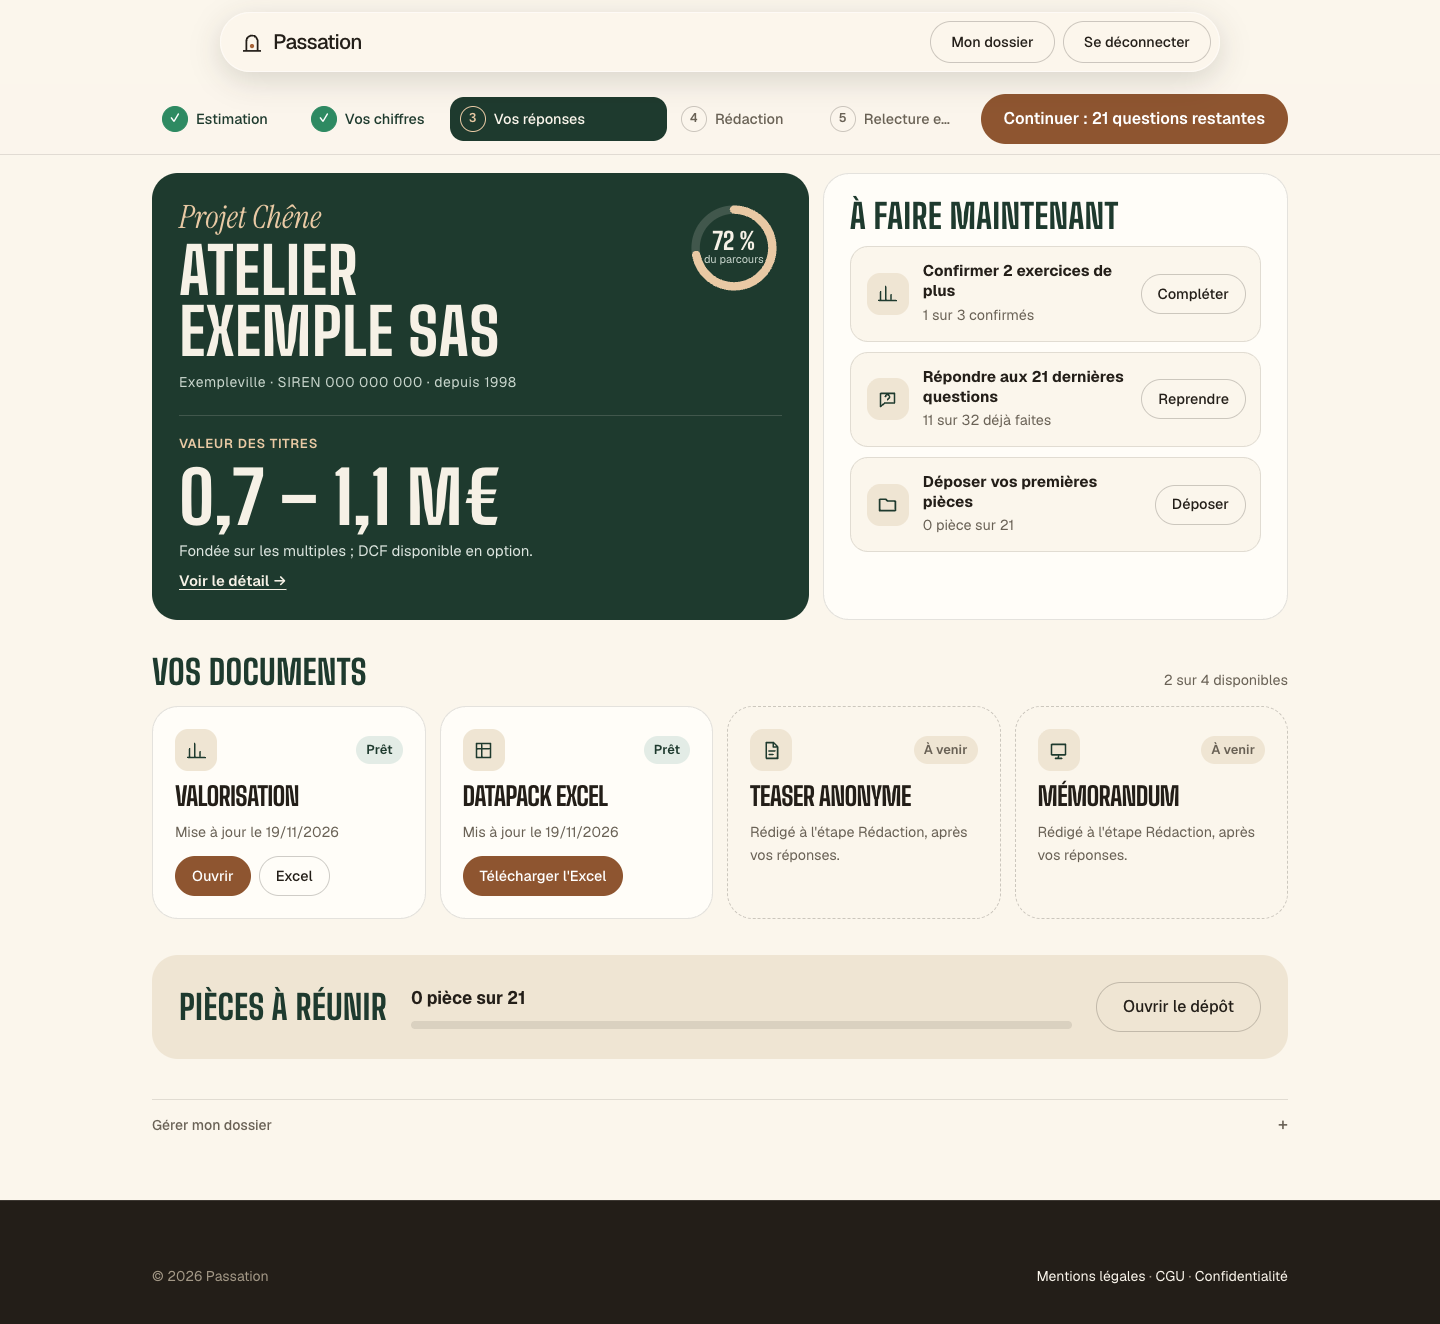 Passation
Mon dossier
Se déconnecter
Estimation
Vos chiffres
3 Vos réponses
4 Rédaction
5 Relecture e...
Continuer : 21 questions restantes
Projet Chêne
ATELIER
EXEMPLE SAS
72 %
du parcours
Exempleville · SIREN 000 000 000 · depuis 1998
VALEUR DES TITRES
0,7 – 1,1 M€
Fondée sur les multiples ; DCF disponible en option.
Voir le détail →
À FAIRE MAINTENANT
Confirmer 2 exercices de
plus
1 sur 3 confirmés
Compléter
Répondre aux 21 dernières
questions
11 sur 32 déjà faites
Reprendre
Déposer vos premières
pièces
0 pièce sur 21
Déposer
VOS DOCUMENTS
2 sur 4 disponibles
Prêt
VALORISATION
Mise à jour le 19/11/2026
Ouvrir
Excel
Prêt
DATAPACK EXCEL
Mis à jour le 19/11/2026
Télécharger l'Excel
À venir
TEASER ANONYME
Rédigé à l'étape Rédaction, après
vos réponses.
À venir
MÉMORANDUM
Rédigé à l'étape Rédaction, après
vos réponses.
PIÈCES À RÉUNIR
0 pièce sur 21
Ouvrir le dépôt
Gérer mon dossier
+
© 2026 Passation
Mentions légales · CGU · Confidentialité